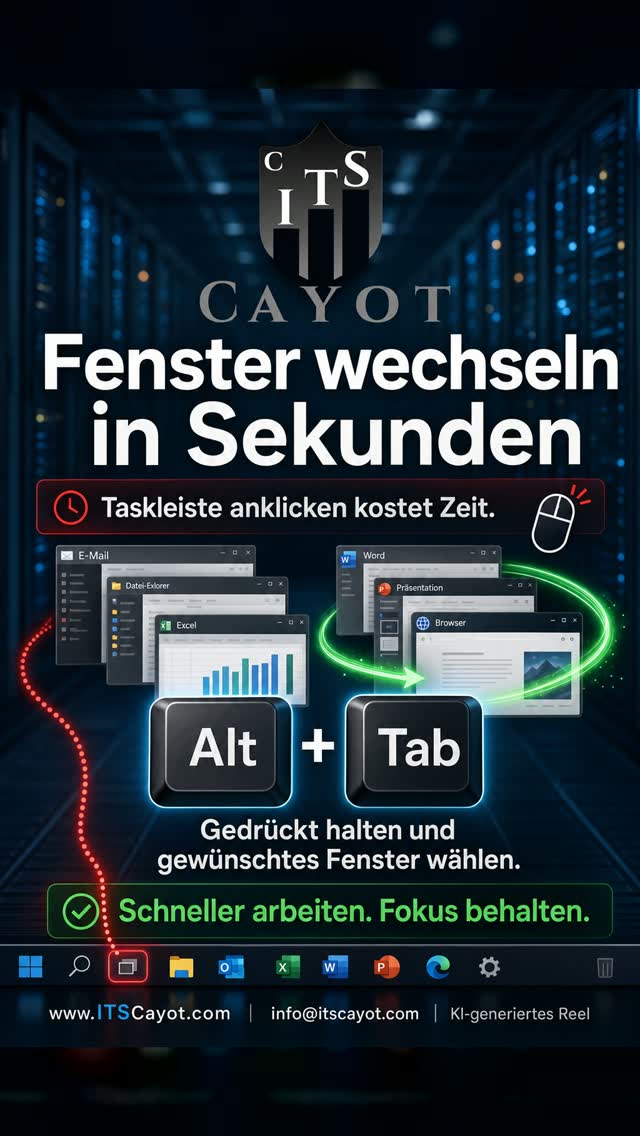 C ITS
CAYOT
Fenster wechseln
in Sekunden
Taskleiste anklicken kostet Zeit.
E-Mail
Datei-Exlorer
Excel
Word
Präsentation
Browser
Alt + Tab
Gedrückt halten und
gewünschtes Fenster wählen.
Schneller arbeiten. Fokus behalten.
www.ITSCayot.com | info@itscayot.com | KI-generiertes Reel